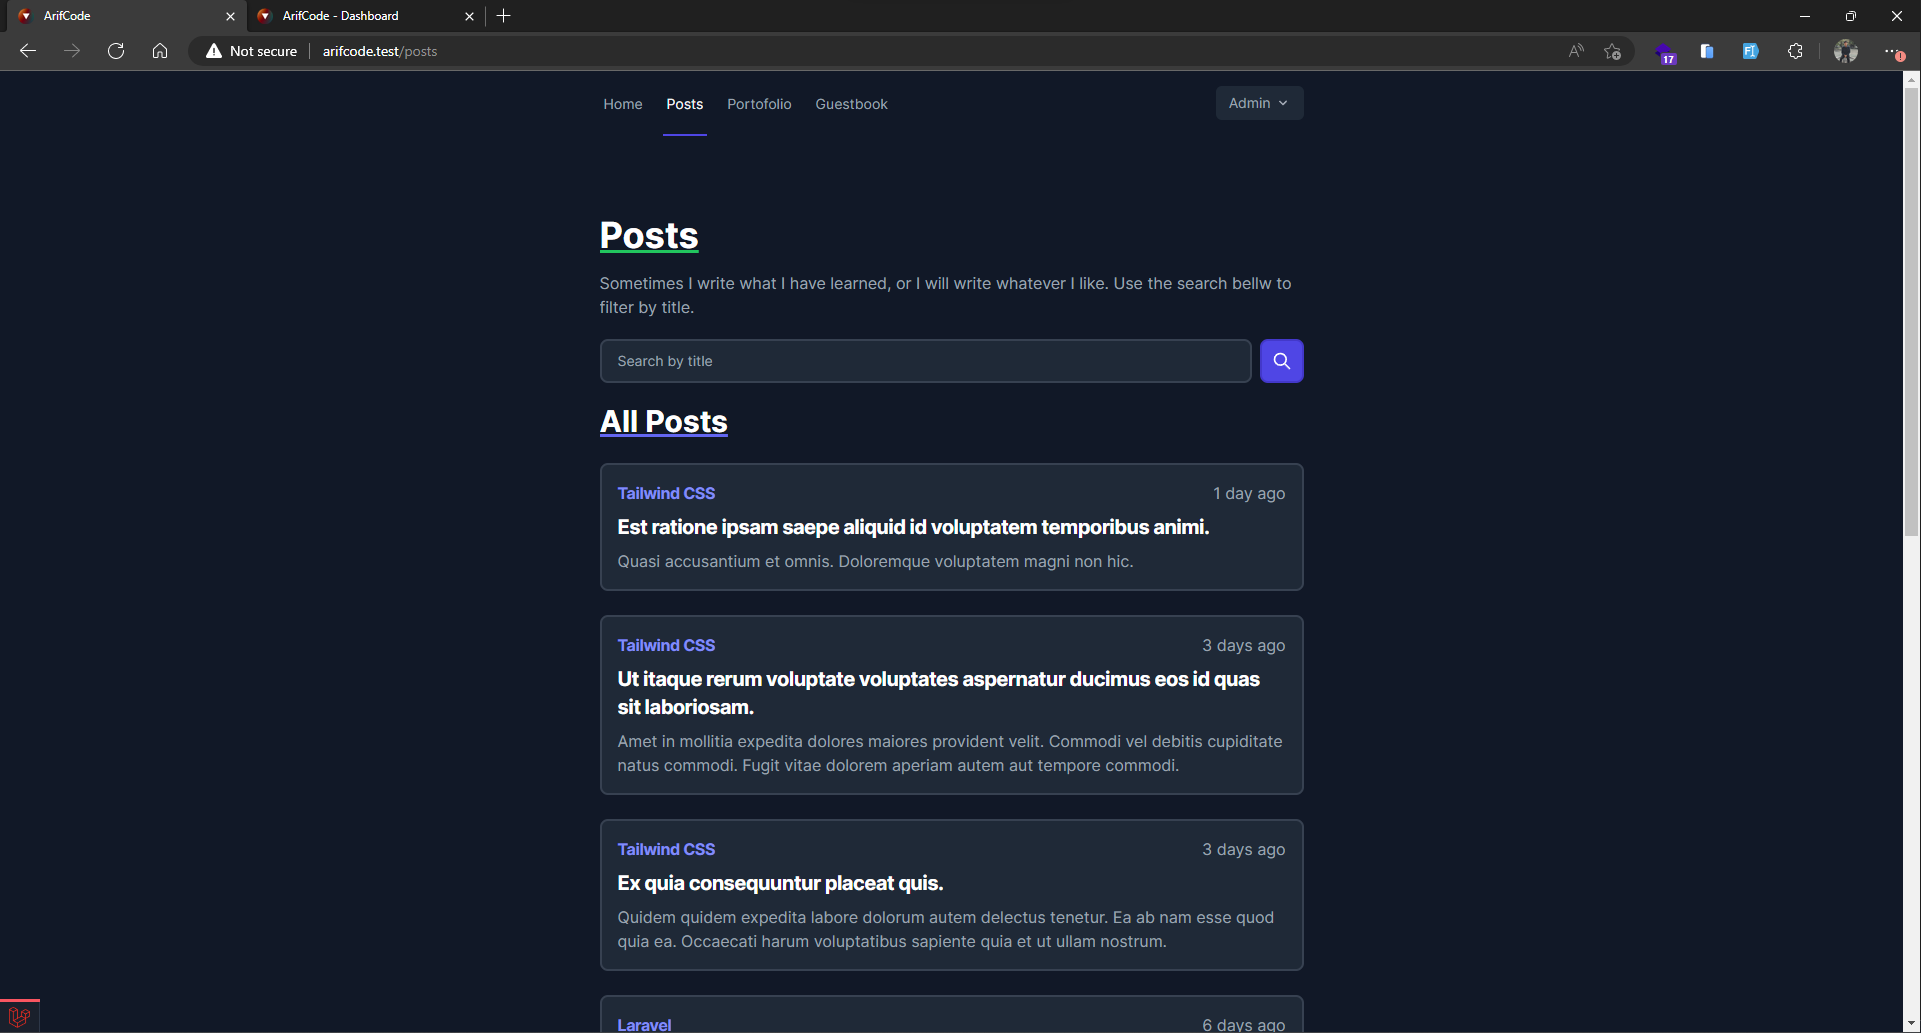 ArifCode
ArifCode - Dashboard
Not secure
arifcode.test/posts
17
Home
Posts
Portofolio
Guestbook
Admin
Posts
Sometimes I write what I have learned, or I will write whatever I like. Use the search bellw to
filter by title.
Search by title
All Posts
Tailwind CSS
1 day ago
Est ratione ipsam saepe aliquid id voluptatem temporibus animi.
Quasi accusantium et omnis. Doloremque voluptatem magni non hic.
Tailwind CSS
3 days ago
Ut itaque rerum voluptate voluptates aspernatur ducimus eos id quas
sit laboriosam.
Amet in mollitia expedita dolores maiores provident velit. Commodi vel debitis cupiditate
natus commodi. Fugit vitae dolorem aperiam autem aut tempore commodi.
Tailwind CSS
3 days ago
Ex quia consequuntur placeat quis.
Quidem quidem expedita labore dolorum autem delectus tenetur. Ea ab nam esse quod
quia ea. Occaecati harum voluptatibus sapiente quia et ut ullam nostrum.
Laravel
6 days ago